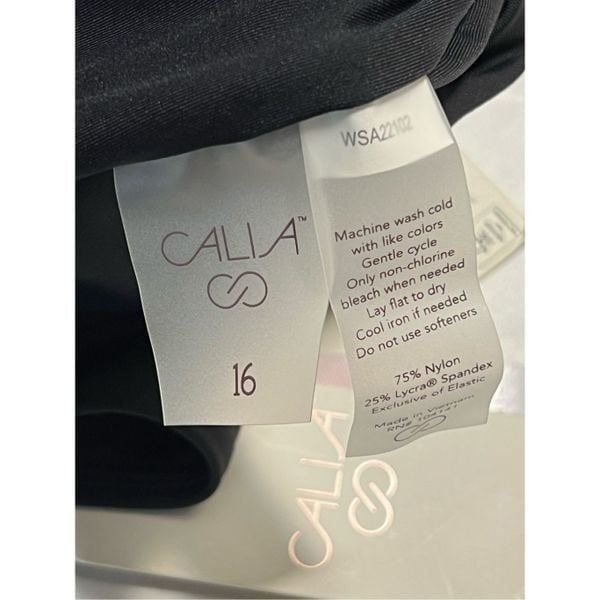 WSA22102
CALIA™
16
Machine wash cold
with like colors
Gentle cycle
Only non-chlorine
bleach when needed
Lay flat to dry
Cool iron if needed
Do not use softeners
75% Nylon
25% Lycra® Spandex
Exclusive of Elastic
Made in Vietnam
RN# 104141
CALIA